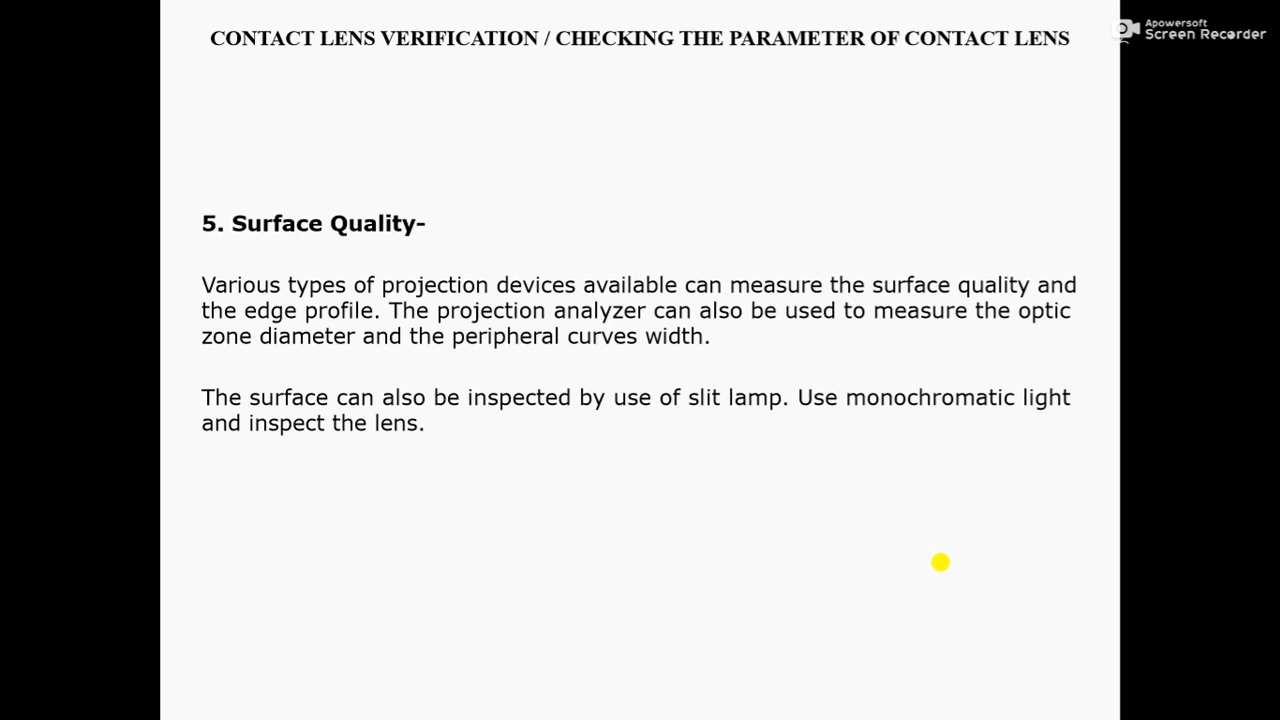 CONTACT LENS VERIFICATION / CHECKING THE PARAMETER OF CONTACT LENS
Apowersoft
Screen Recorder
5. Surface Quality-
Various types of projection devices available can measure the surface quality and
the edge profile. The projection analyzer can also be used to measure the optic
zone diameter and the peripheral curves width.
The surface can also be inspected by use of slit lamp. Use monochromatic light
and inspect the lens.